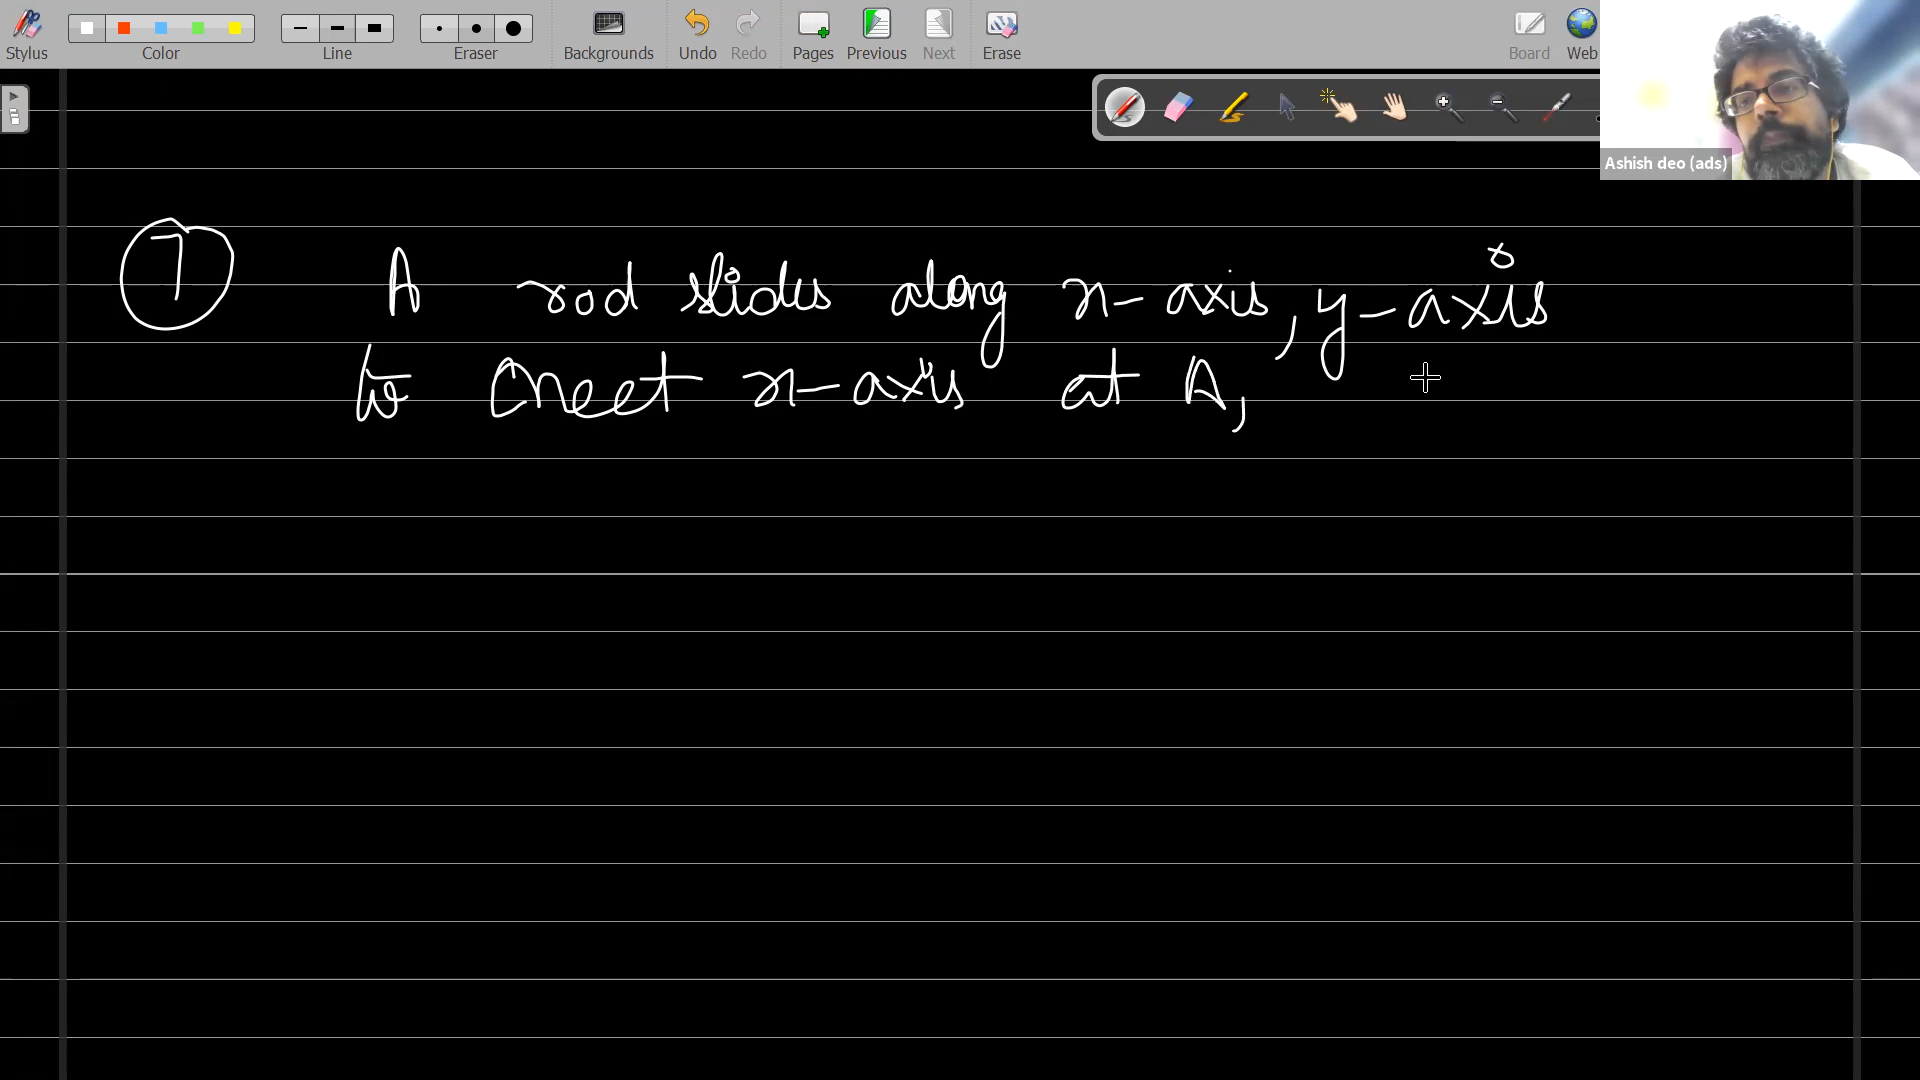 Stylus Color Line Eraser Backgrounds Undo Redo Pages Previous Next Erase Board Web
Ashish deo (ads)
7 A rod slides along x-axis, y-axis
to meet x-axis at A,